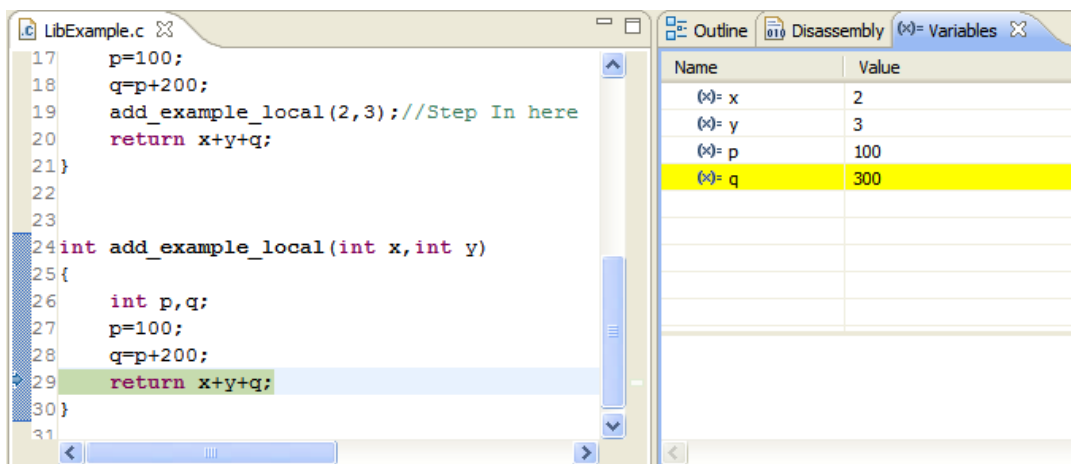 LibExample.c
17 p=100;
18 q=p+200;
19 add_example_local(2,3);//Step In here
20 return x+y+q;
21 }
22
23
24 int add_example_local(int x,int y)
25 {
26 int p,q;
27 p=100;
28 q=p+200;
29 return x+y+q;
30 }
31
Outline Disassembly (x)= Variables
Name Value
(x)= x 2
(x)= y 3
(x)= p 100
(x)= q 300